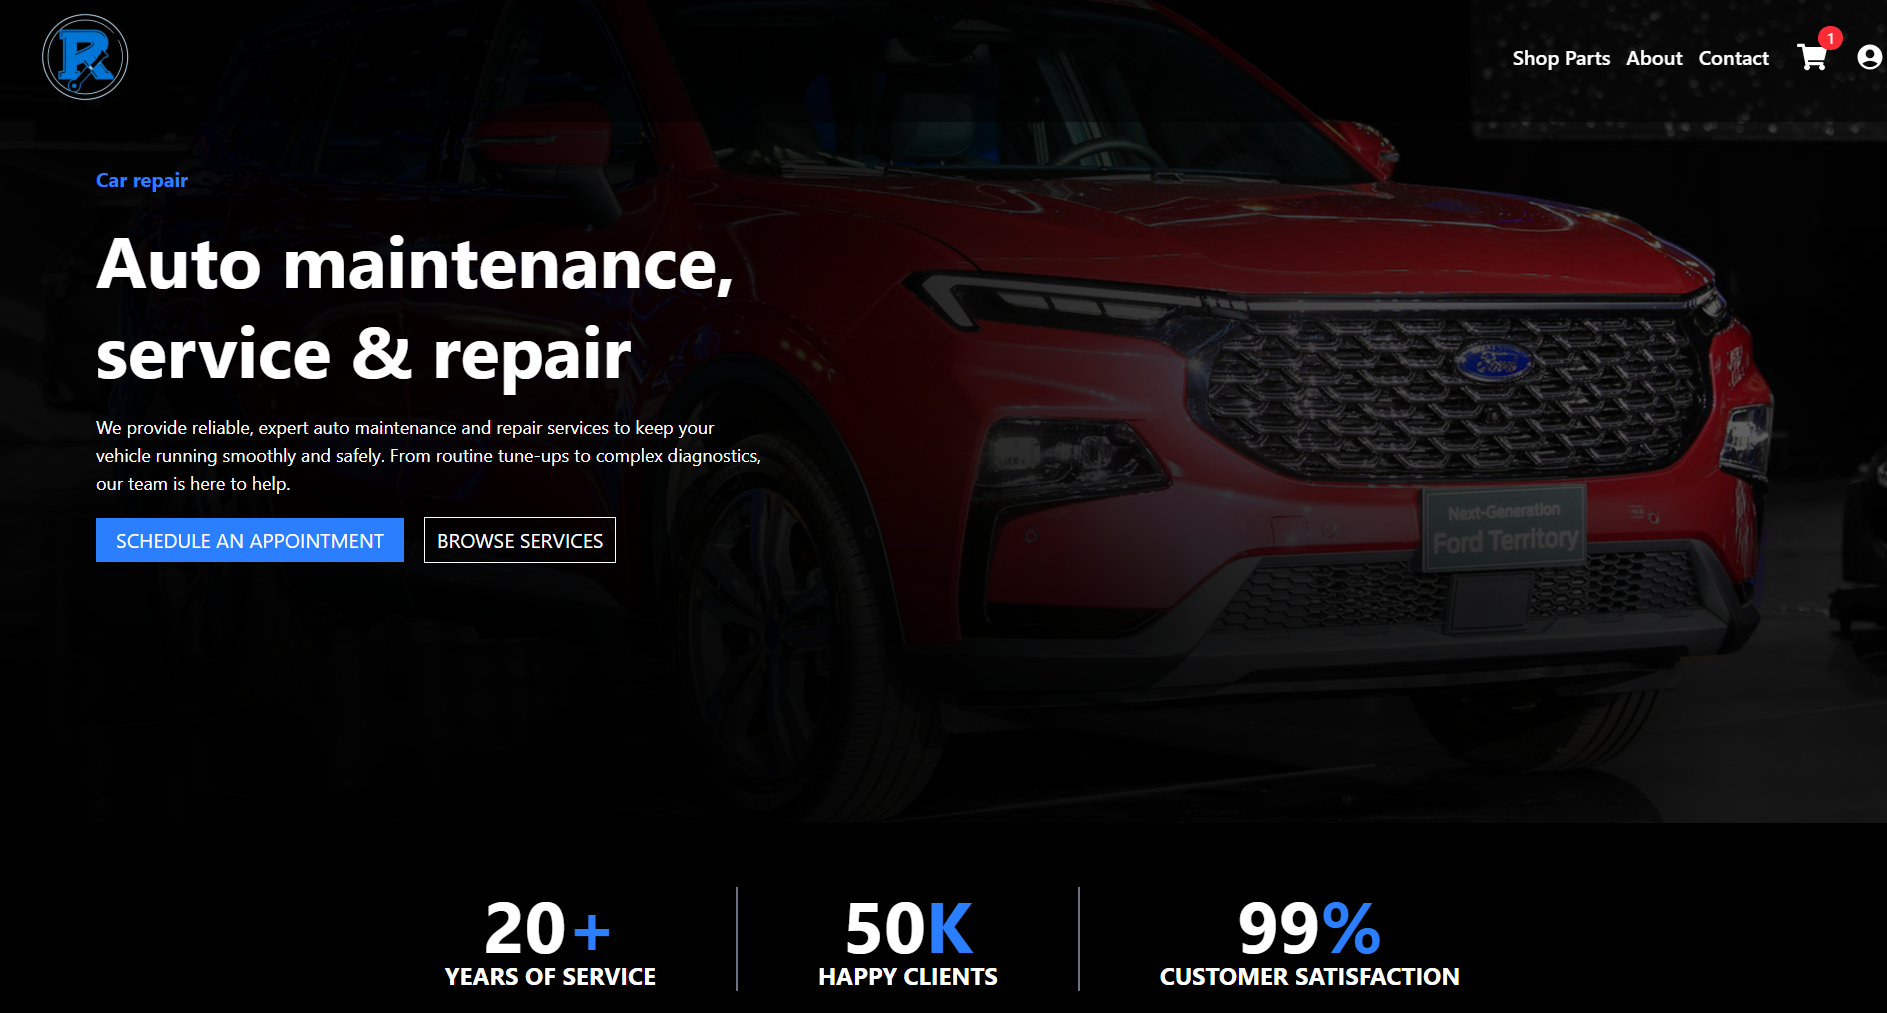 R
Shop Parts About Contact 1
Car repair
Auto maintenance,
service & repair
We provide reliable, expert auto maintenance and repair services to keep your
vehicle running smoothly and safely. From routine tune-ups to complex diagnostics,
our team is here to help.
SCHEDULE AN APPOINTMENT BROWSE SERVICES
Next-Generation
Ford Territory
20+ 50K 99%
YEARS OF SERVICE HAPPY CLIENTS CUSTOMER SATISFACTION